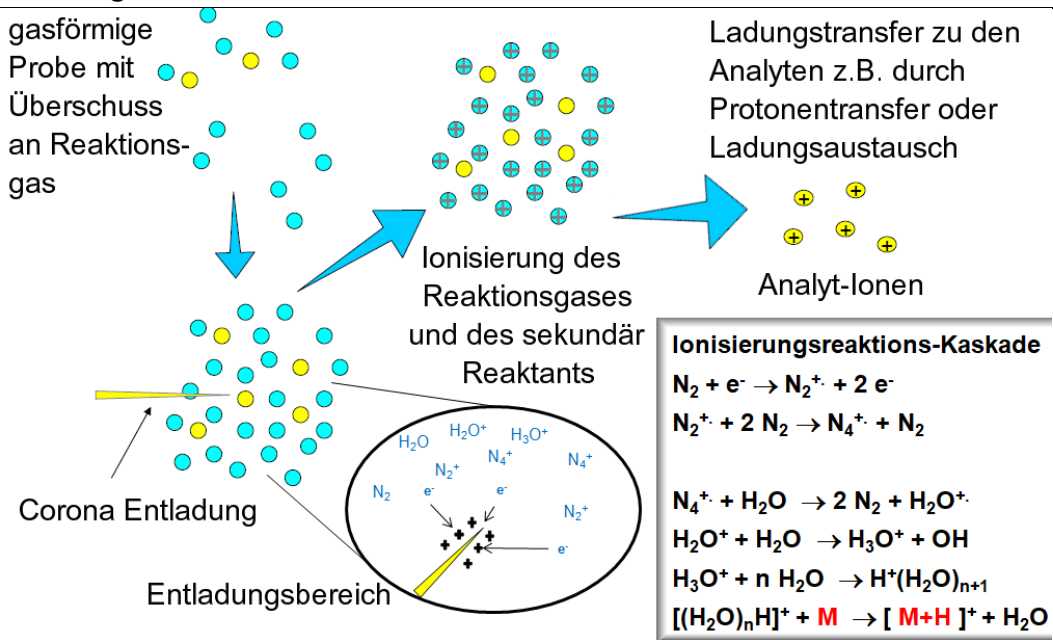 gasförmige
Probe mit
Überschuss
an Reaktions-
gas
Ladungstransfer zu den
Analyten z.B. durch
Protonentransfer oder
Ladungsaustausch
Analyt-Ionen
Ionisierung des
Reaktionsgases
und des sekundär
Reaktants
Corona Entladung
Entladungsbereich
H₂O H₂O⁺ H₃O⁺
N₂⁺ N₄⁺ N₄⁺
N₂ e⁻ e⁻ N₂⁺
e⁻
Ionisierungsreaktions-Kaskade
N₂ + e⁻ → N₂⁺· + 2 e⁻
N₂⁺· + 2 N₂ → N₄⁺· + N₂
N₄⁺· + H₂O → 2 N₂ + H₂O⁺·
H₂O⁺ + H₂O → H₃O⁺ + OH
H₃O⁺ + n H₂O → H⁺(H₂O)ₙ₊₁
[(H₂O)ₙH]⁺ + M → [ M+H ]⁺ + H₂O